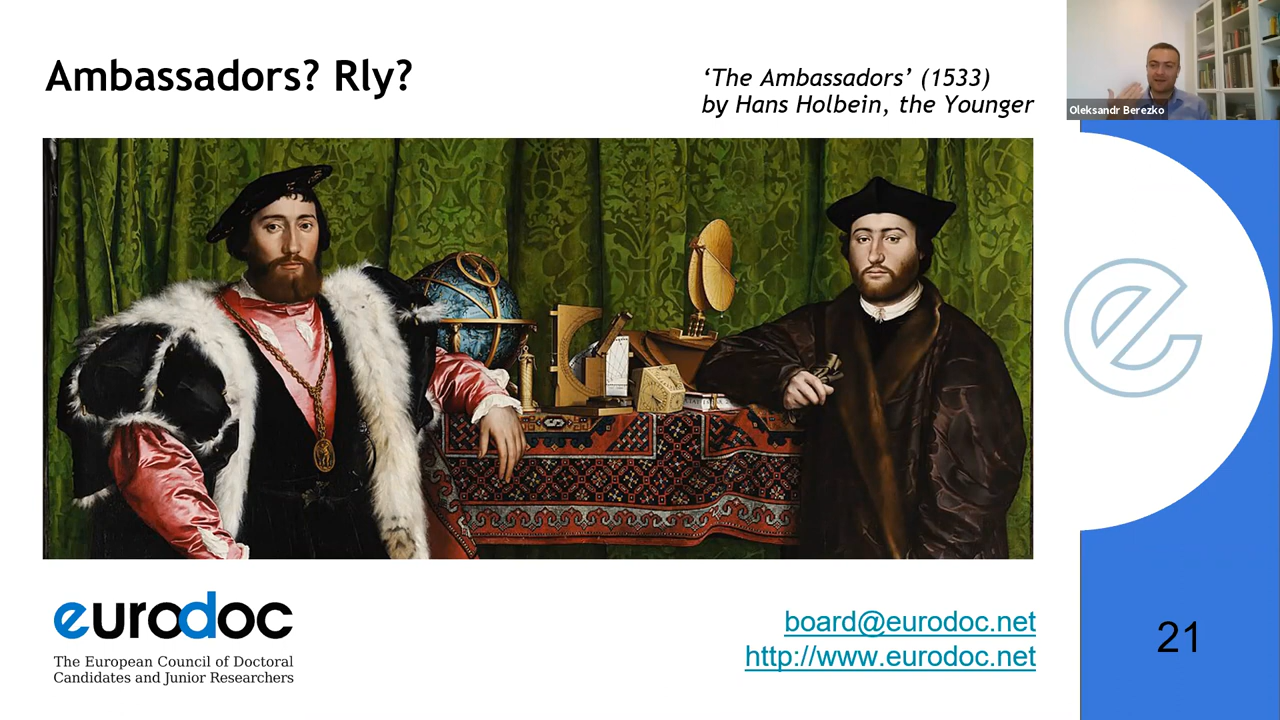 Ambassadors? Rly?
‘The Ambassadors’ (1533)
by Hans Holbein, the Younger
Oleksandr Berezko
eurodoc
The European Council of Doctoral
Candidates and Junior Researchers
board@eurodoc.net
http://www.eurodoc.net
21